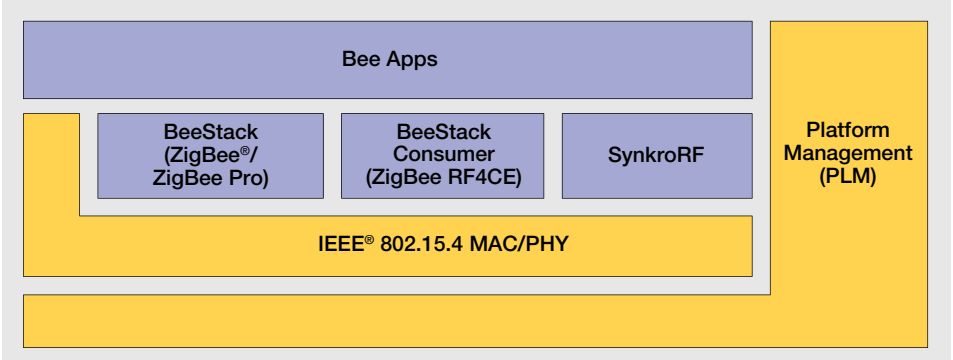 Bee Apps
BeeStack
(ZigBee®/
ZigBee Pro)
BeeStack
Consumer
(ZigBee RF4CE)
SynkroRF
Platform
Management
(PLM)
IEEE® 802.15.4 MAC/PHY